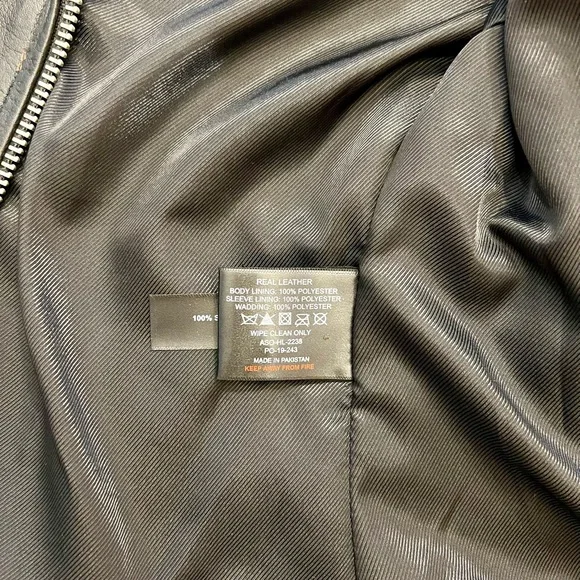 REAL LEATHER
BODY LINING: 100% POLYESTER
SLEEVE LINING: 100% POLYESTER
WADDING: 100% POLYESTER
WIPE CLEAN ONLY
ASO-HL-2238
PO-19-243
MADE IN PAKISTAN
KEEP AWAY FROM FIRE
100% S